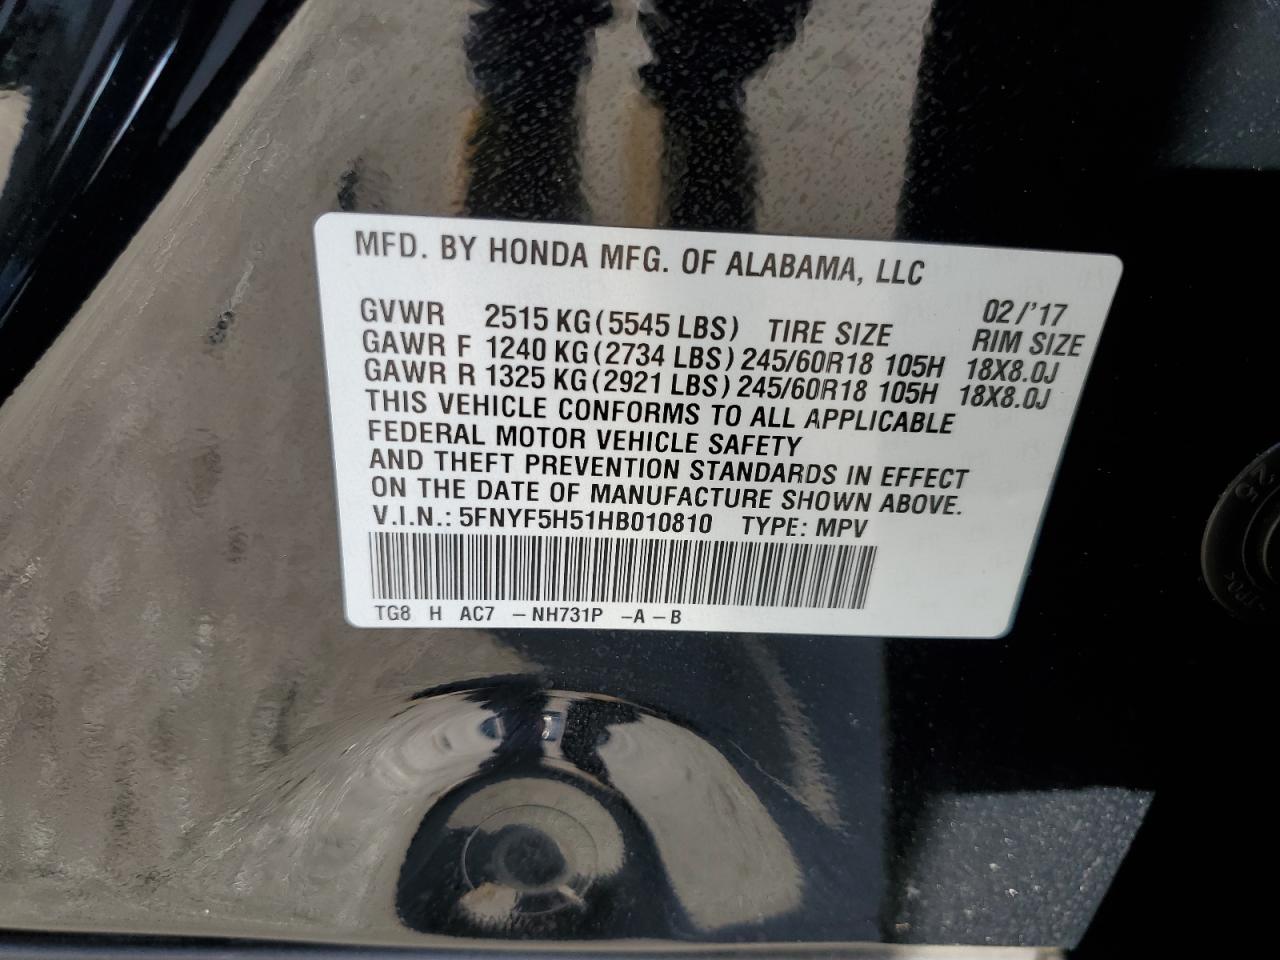 MFD. BY HONDA MFG. OF ALABAMA, LLC
02/'17
GVWR 2515 KG (5545 LBS) TIRE SIZE RIM SIZE
GAWR F 1240 KG (2734 LBS) 245/60R18 105H 18X8.0J
GAWR R 1325 KG (2921 LBS) 245/60R18 105H 18X8.0J
THIS VEHICLE CONFORMS TO ALL APPLICABLE
FEDERAL MOTOR VEHICLE SAFETY
AND THEFT PREVENTION STANDARDS IN EFFECT
ON THE DATE OF MANUFACTURE SHOWN ABOVE.
V.I.N.: 5FNYF5H51HB010810 TYPE: MPV
TG8 H AC7 – NH731P –A – B